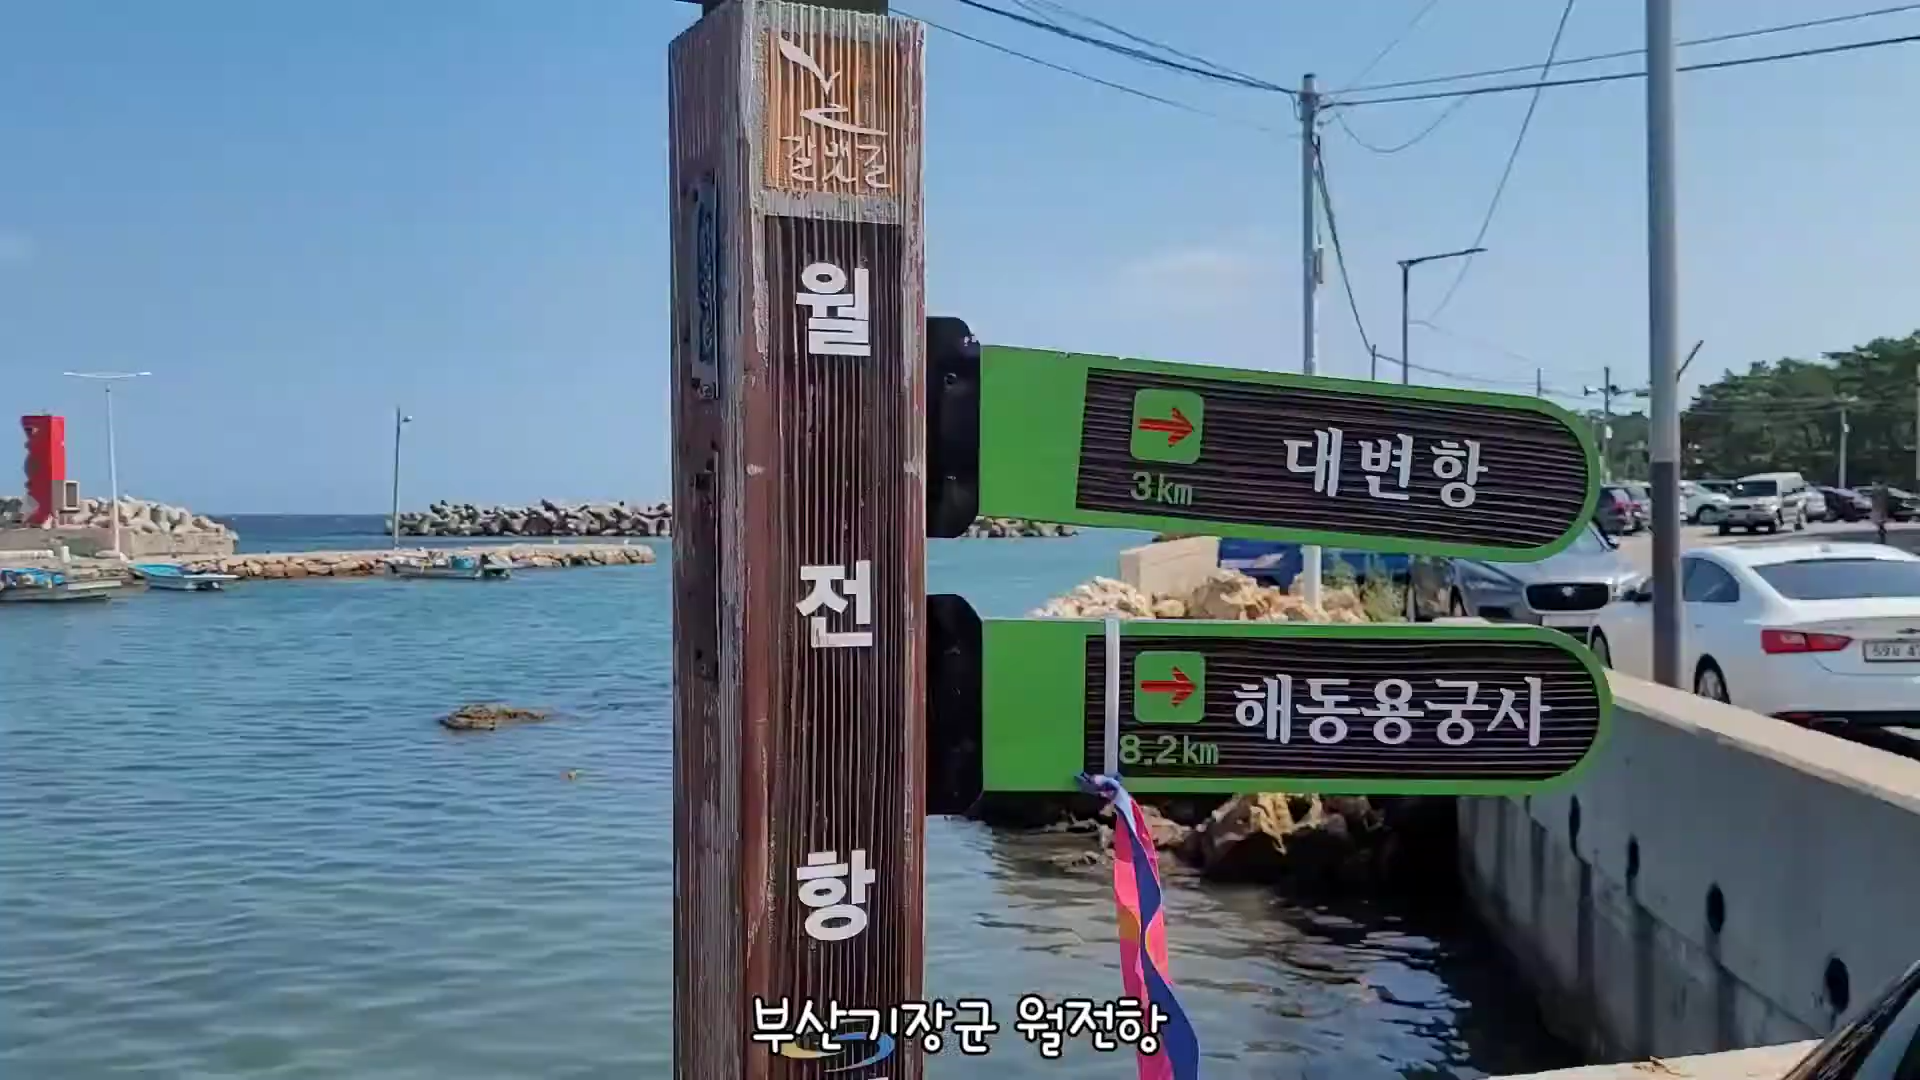 갈맷길
월전항
대변항
3km
해동용궁사
8.2km
부산기장군 월전항